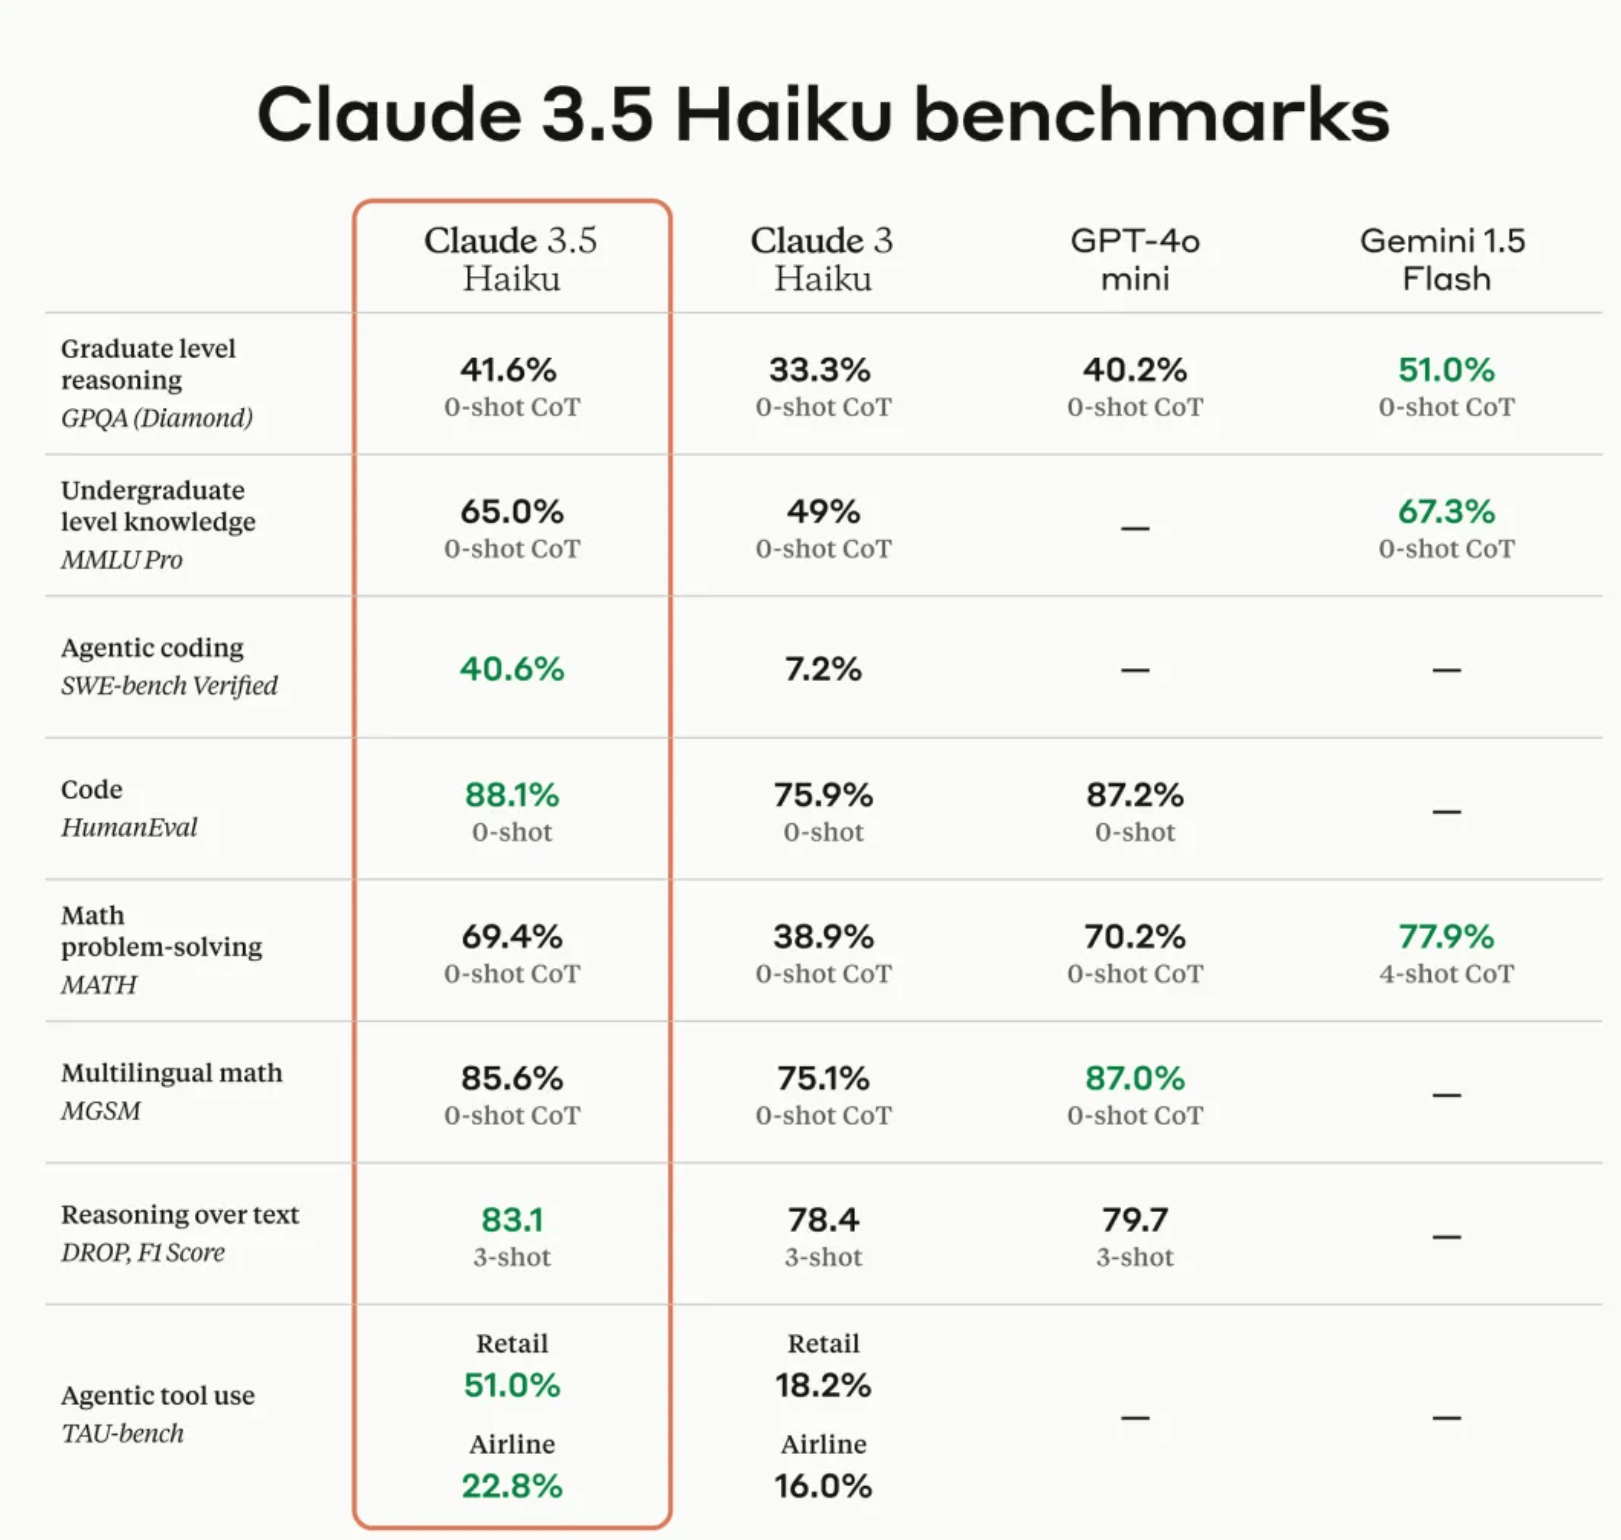 Claude 3.5 Haiku benchmarks
Claude 3.5
Haiku
Claude 3
Haiku
GPT-4o
mini
Gemini 1.5
Flash
Graduate level
reasoning
GPQA (Diamond)
41.6%
0-shot CoT
33.3%
0-shot CoT
40.2%
0-shot CoT
51.0%
0-shot CoT
Undergraduate
level knowledge
MMLU Pro
65.0%
0-shot CoT
49%
0-shot CoT
—
67.3%
0-shot CoT
Agentic coding
SWE-bench Verified
40.6%
7.2%
—
—
Code
HumanEval
88.1%
0-shot
75.9%
0-shot
87.2%
0-shot
—
Math
problem-solving
MATH
69.4%
0-shot CoT
38.9%
0-shot CoT
70.2%
0-shot CoT
77.9%
4-shot CoT
Multilingual math
MGSM
85.6%
0-shot CoT
75.1%
0-shot CoT
87.0%
0-shot CoT
—
Reasoning over text
DROP, F1 Score
83.1
3-shot
78.4
3-shot
79.7
3-shot
—
Agentic tool use
TAU-bench
Retail
51.0%
Airline
22.8%
Retail
18.2%
Airline
16.0%
—
—